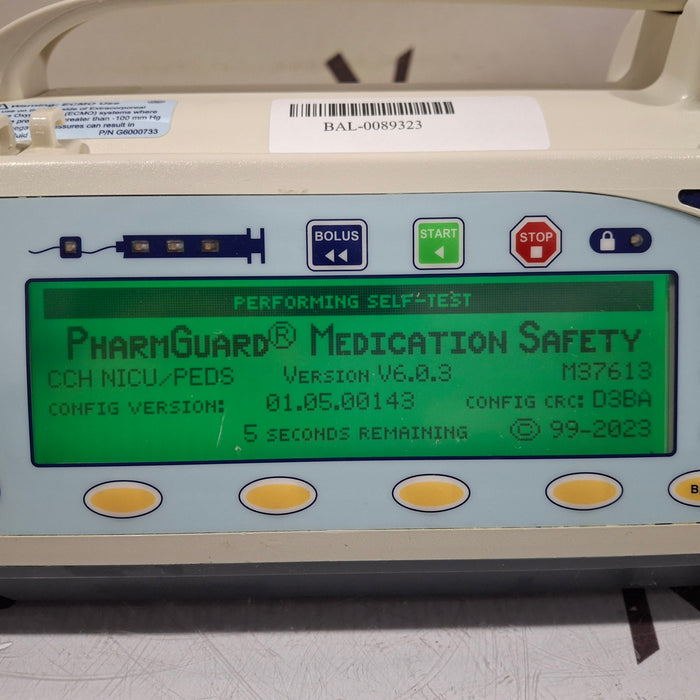 Warning: ECMO Use
(ECMO) systems where
greater than -100 mm Hg
can result in
P/N G6000733
BAL-0089323
BOLUS
START
STOP
PERFORMING SELF-TEST
PHARMGUARD® MEDICATION SAFETY
CCH NICU/PEDS VERSION V6.0.3 M37613
CONFIG VERSION: 01.05.00143 CONFIG CRC: D3BA
5 SECONDS REMAINING © 99-2023
B